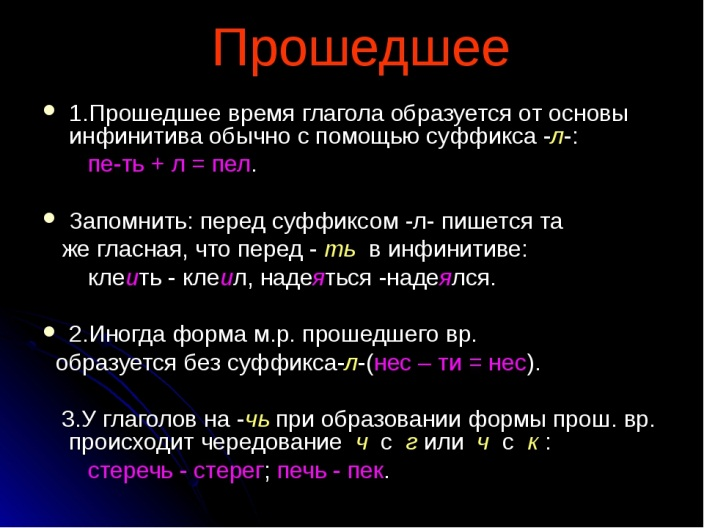 Прошедшее
1.Прошедшее время глагола образуется от основы
инфинитива обычно с помощью суффикса -л-:
пе-ть + л = пел.
Запомнить: перед суффиксом -л- пишется та
же гласная, что перед - ть в инфинитиве:
клеить - клеил, надеяться -надеялся.
2.Иногда форма м.р. прошедшего вр.
образуется без суффикса-л-(нес – ти = нес).
3.У глаголов на -чь при образовании формы прош. вр.
происходит чередование ч с г или ч с к :
стеречь - стерег; печь - пек.